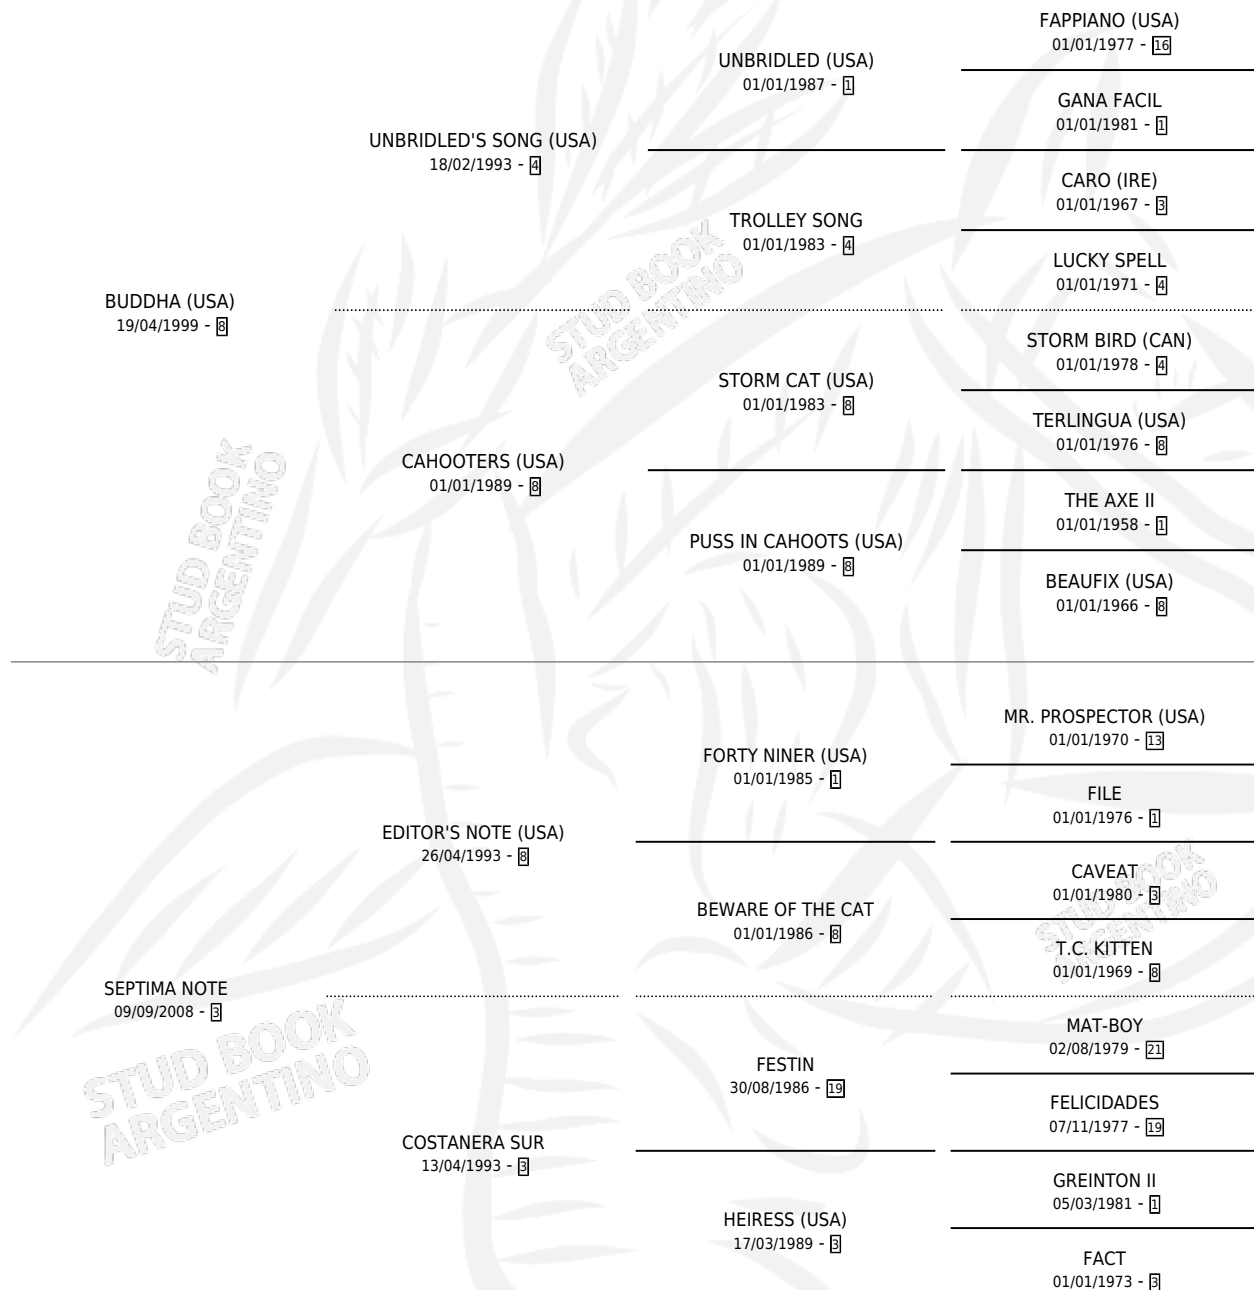 FAPPIANO (USA)
01/01/1977 - 16
UNBRIDLED (USA)
01/01/1987 - 1
GANA FACIL
01/01/1981 - 1
UNBRIDLED'S SONG (USA)
18/02/1993 - 4
CARO (IRE)
01/01/1967 - 3
TROLLEY SONG
01/01/1983 - 4
LUCKY SPELL
01/01/1971 - 4
BUDDHA (USA)
19/04/1999 - 8
STORM BIRD (CAN)
01/01/1978 - 4
STORM CAT (USA)
01/01/1983 - 8
TERLINGUA (USA)
01/01/1976 - 8
CAHOOTERS (USA)
01/01/1989 - 8
THE AXE II
01/01/1958 - 1
PUSS IN CAHOOTS (USA)
01/01/1989 - 8
BEAUFIX (USA)
01/01/1966 - 8
MR. PROSPECTOR (USA)
01/01/1970 - 13
FORTY NINER (USA)
01/01/1985 - 1
FILE
01/01/1976 - 1
EDITOR'S NOTE (USA)
26/04/1993 - 8
CAVEAT
01/01/1980 - 3
BEWARE OF THE CAT
01/01/1986 - 8
T.C. KITTEN
01/01/1969 - 8
SEPTIMA NOTE
09/09/2008 - 3
MAT-BOY
02/08/1979 - 21
FESTIN
30/08/1986 - 19
FELICIDADES
07/11/1977 - 19
COSTANERA SUR
13/04/1993 - 3
GREINTON II
05/03/1981 - 1
HEIRESS (USA)
17/03/1989 - 3
FACT
01/01/1973 - 3
STUD BOOK
ARGENTINO
STUD BOOK
ARGENTINO
STUD BOOK
ARGENTINO
STUD BOOK
ARGENTINO